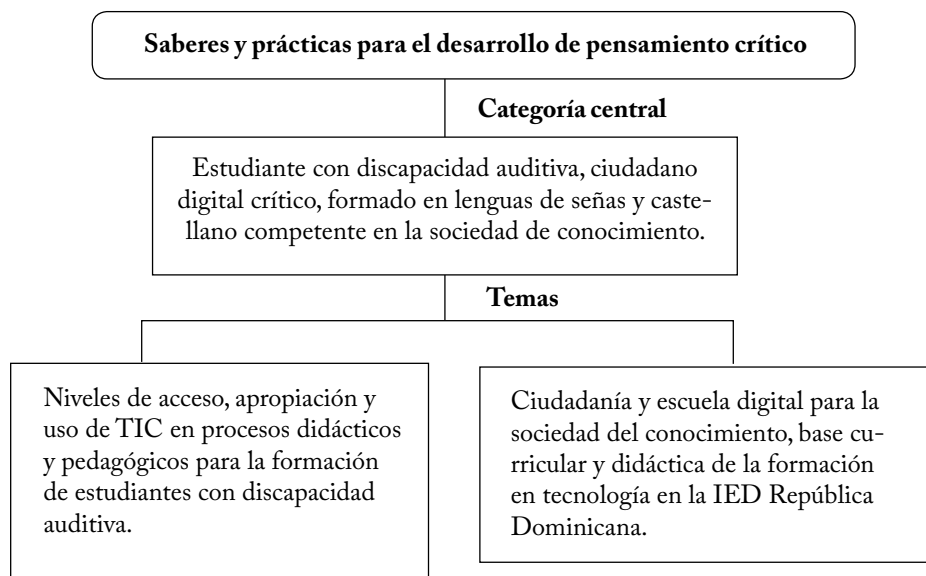 Saberes y prácticas para el desarrollo de pensamiento crítico
Categoría central
Estudiante con discapacidad auditiva, ciudadano
digital crítico, formado en lenguas de señas y caste-
llano competente en la sociedad de conocimiento.
Temas
Niveles de acceso, apropiación y
uso de TIC en procesos didácticos
y pedagógicos para la formación
de estudiantes con discapacidad
auditiva.
Ciudadanía y escuela digital para la
sociedad del conocimiento, base cu-
rricular y didáctica de la formación
en tecnología en la IED República
Dominicana.